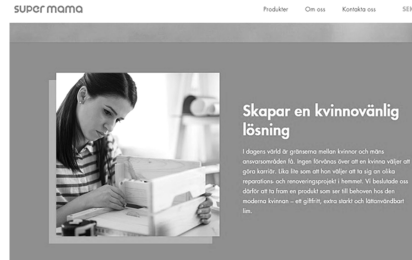 super mama
Produkter Om oss Kontakta oss SEK
Skapar en kvinnovänlig
lösning
I dagens värld är gränserna mellan kvinnor och mäns
ansvarsområden få. Ingen förvånas över att en kvinna väljer att
göra karriär. Lika lite som att hon väljer att ta sig an olika
reparations- och renoveringsprojekt i hemmet. Vi beslutade oss
därför att ta fram en produkt som ser till behoven hos den
moderna kvinnan – ett giftfritt, extra starkt och lättanvändbart
lim.